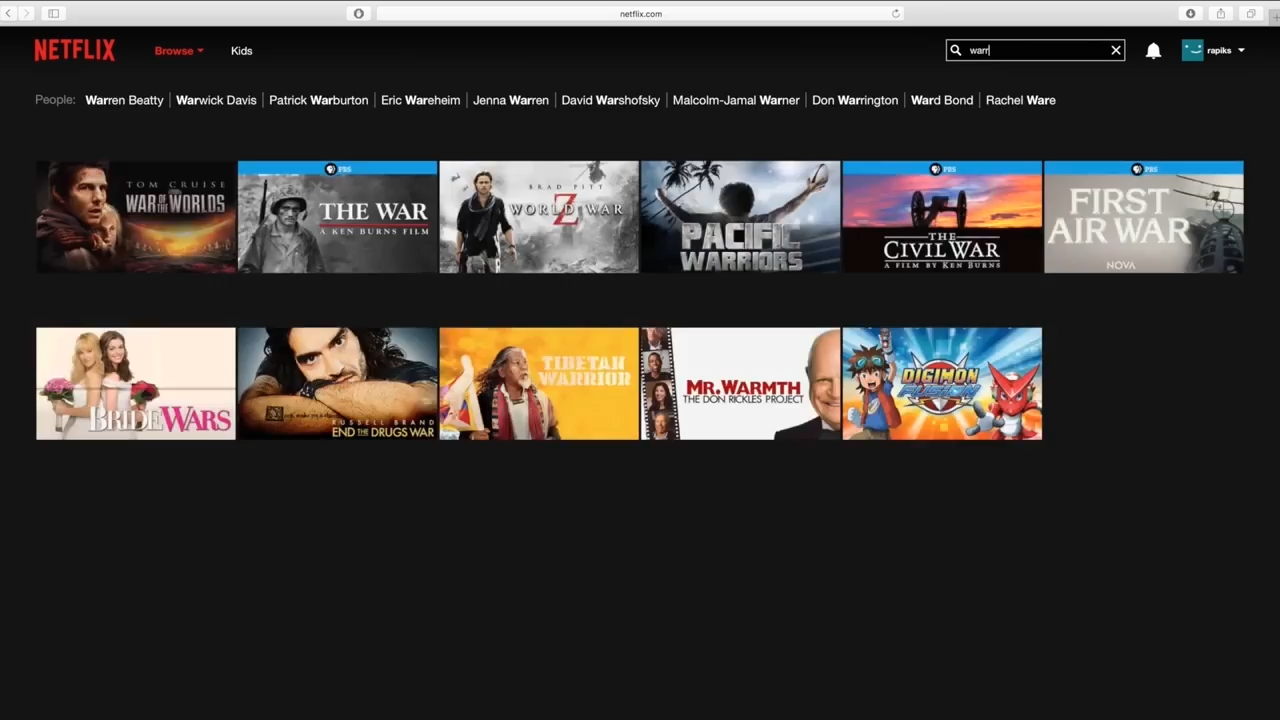 netflix.com
NETFLIX
Browse
Kids
warr
rapiks
People: Warren Beatty | Warwick Davis | Patrick Warburton | Eric Wareheim | Jenna Warren | David Warshofsky | Malcolm-Jamal Warner | Don Warrington | Ward Bond | Rachel Ware
TOM CRUISE
WAR OF THE WORLDS
PBS
THE WAR
A KEN BURNS FILM
BRAD PITT
WORLD WAR Z
PACIFIC
WARRIORS
PBS
THE
CIVIL WAR
A FILM BY KEN BURNS
PBS
FIRST
AIR WAR
NOVA
BRIDE WARS
RUSSELL BRAND
END THE DRUGS WAR
TIBETAN
WARRIOR
MR. WARMTH
THE DON RICKLES PROJECT
DIGIMON
FUSION